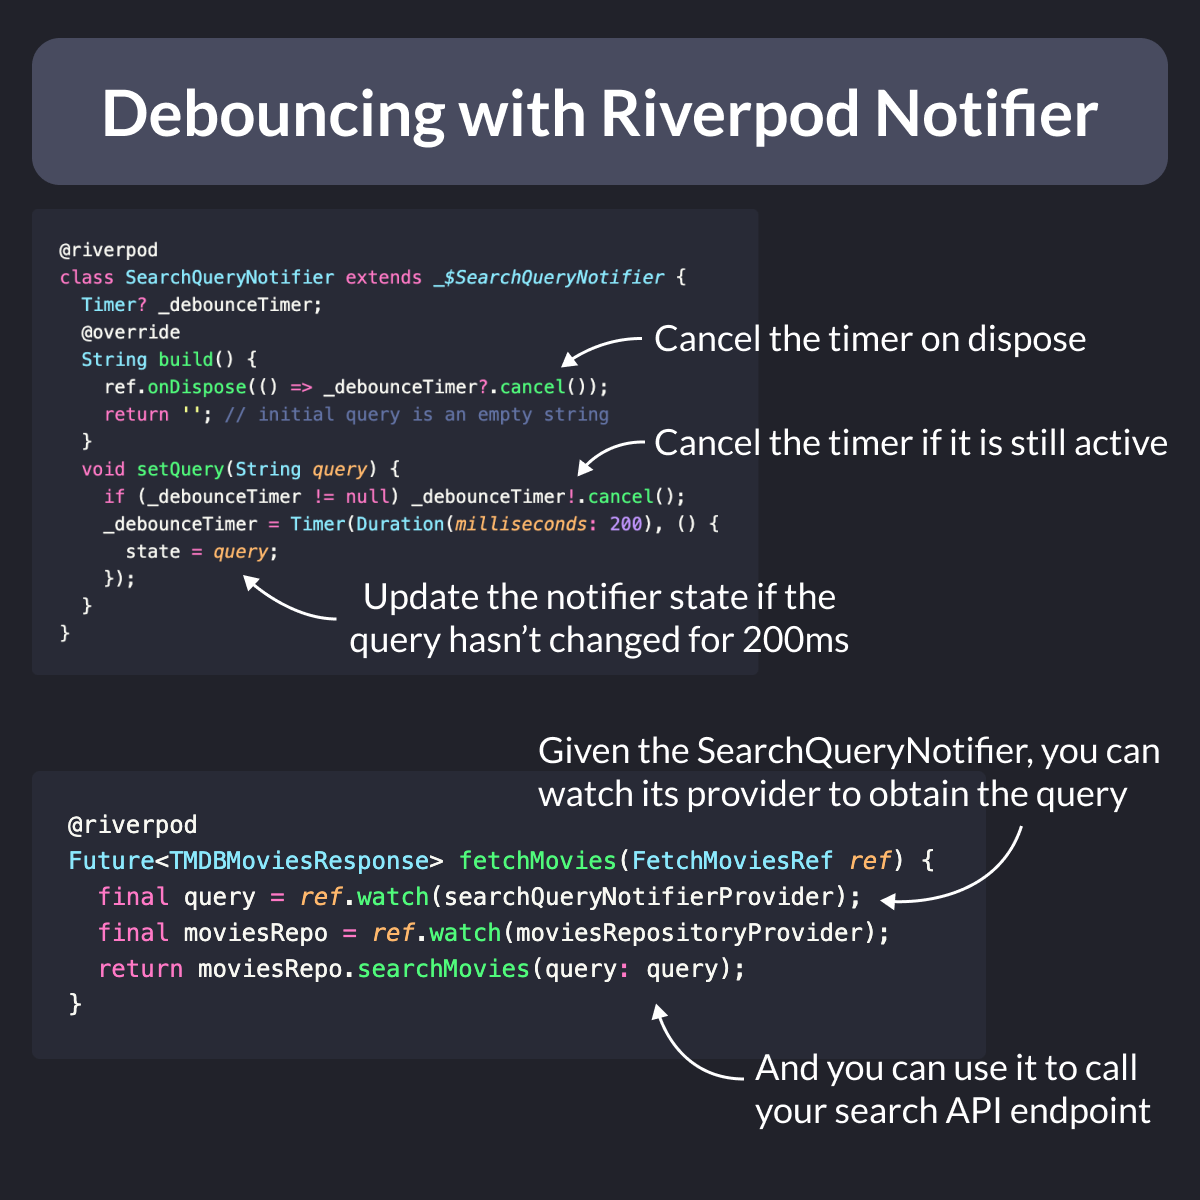 Debouncing with Riverpod Notifier
@riverpod
class SearchQueryNotifier extends _$SearchQueryNotifier {
  Timer? _debounceTimer;
  @override
  String build() {
    ref.onDispose(() => _debounceTimer?.cancel());
    return ''; // initial query is an empty string
  }
  void setQuery(String query) {
    if (_debounceTimer != null) _debounceTimer!.cancel();
    _debounceTimer = Timer(Duration(milliseconds: 200), () {
      state = query;
    });
  }
}
Cancel the timer on dispose
Cancel the timer if it is still active
Update the notifier state if the
query hasn’t changed for 200ms
Given the SearchQueryNotifier, you can
watch its provider to obtain the query
@riverpod
Future<TMDBMoviesResponse> fetchMovies(FetchMoviesRef ref) {
  final query = ref.watch(searchQueryNotifierProvider);
  final moviesRepo = ref.watch(moviesRepositoryProvider);
  return moviesRepo.searchMovies(query: query);
}
And you can use it to call
your search API endpoint